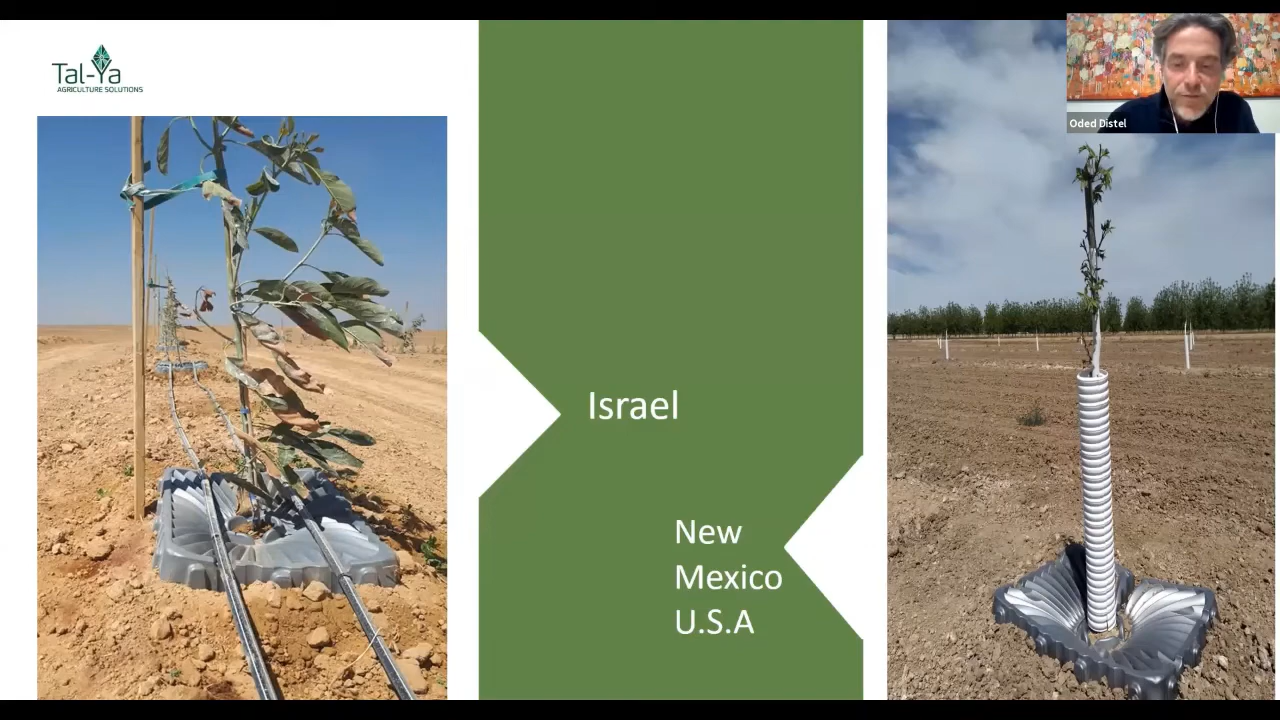 Tal-Ya
AGRICULTURE SOLUTIONS
Oded Distel
Israel
New
Mexico
U.S.A